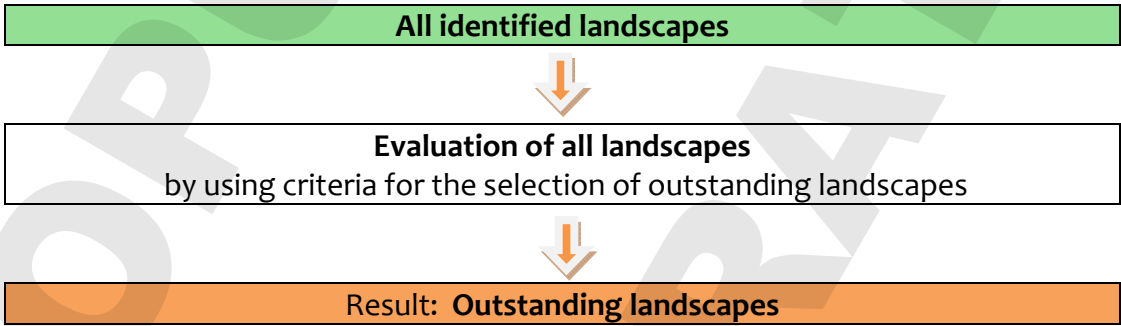 All identified landscapes
Evaluation of all landscapes
by using criteria for the selection of outstanding landscapes
Result: Outstanding landscapes